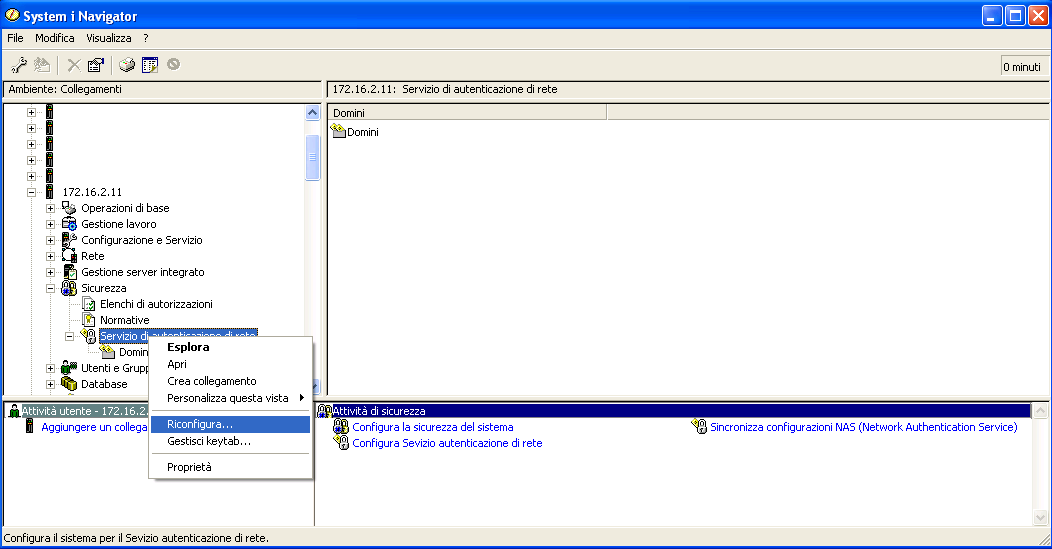 System i Navigator
File Modifica Visualizza ?
0 minuti
Ambiente: Collegamenti
172.16.2.11: Servizio di autenticazione di rete
Domini
Domini
172.16.2.11
Operazioni di base
Gestione lavoro
Configurazione e Servizio
Rete
Gestione server integrato
Sicurezza
Elenchi di autorizzazioni
Normative
Servizio di autenticazione di rete
Domin
Utenti e Grupp
Database
Esplora
Apri
Crea collegamento
Personalizza questa vista
Riconfigura...
Gestisci keytab...
Proprietà
Attività utente - 172.16.2.
Aggiungere un collega
Attività di sicurezza
Configura la sicurezza del sistema
Configura Sevizio autenticazione di rete
Sincronizza configurazioni NAS (Network Authentication Service)
Configura il sistema per il Sevizio autenticazione di rete.